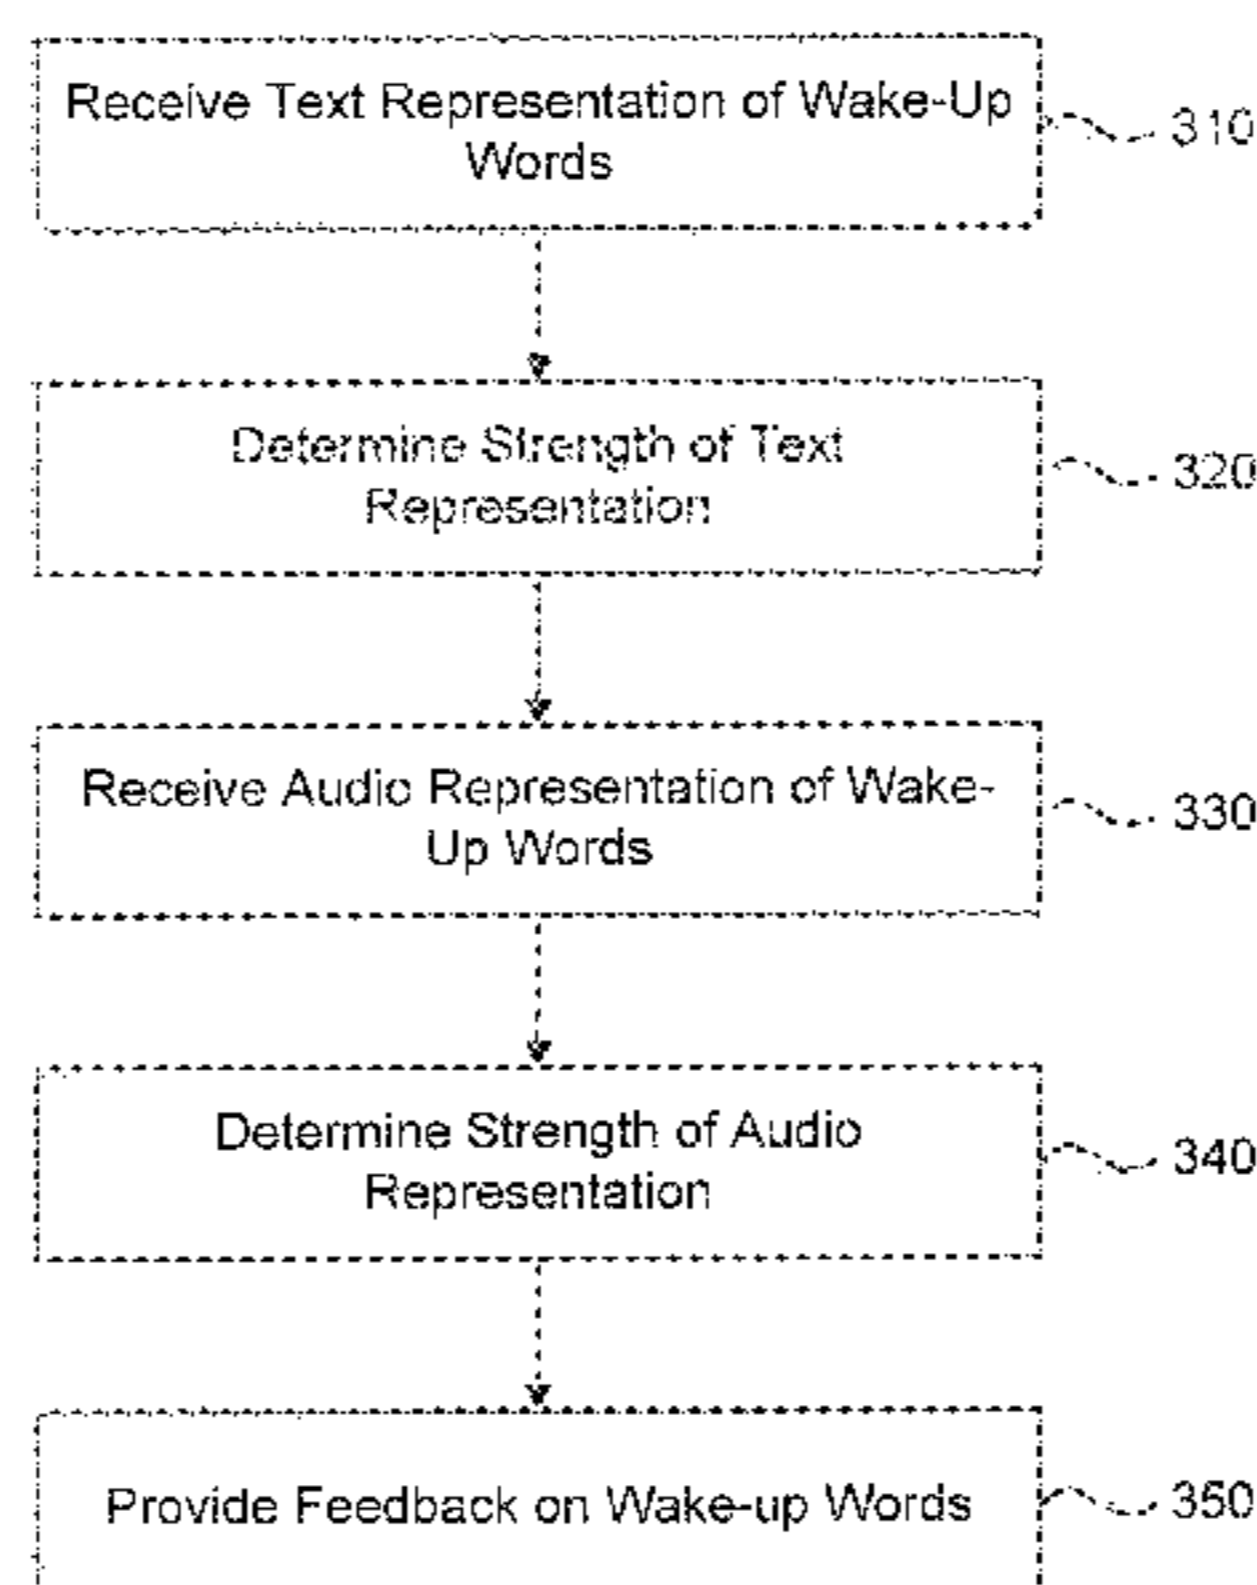 Receive Text Representation of Wake-Up
Words
310
Determine Strength of Text
Representation
320
Receive Audio Representation of Wake-
Up Words
330
Determine Strength of Audio
Representation
340
Provide Feedback on Wake-up Words
350